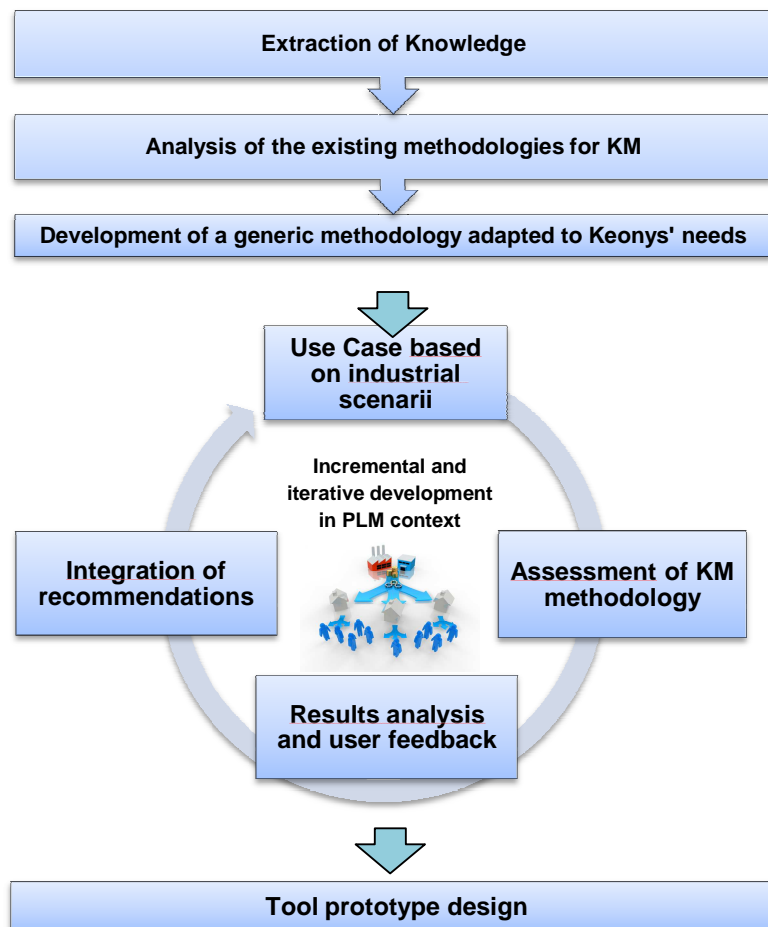 Extraction of Knowledge
Analysis of the existing methodologies for KM
Development of a generic methodology adapted to Keonys' needs
Use Case based
on industrial
scenarii
Incremental and
iterative development
in PLM context
Assessment of KM
methodology
Results analysis
and user feedback
Integration of
recommendations
Tool prototype design